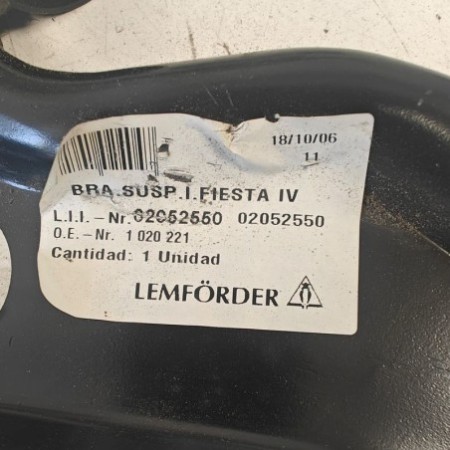 18/10/06
11
BRA.SUSP.I.FIESTA IV
L.I.I.-Nr.02052550 02052550
O.E.-Nr. 1 020 221
Cantidad: 1 Unidad
LEMFÖRDER